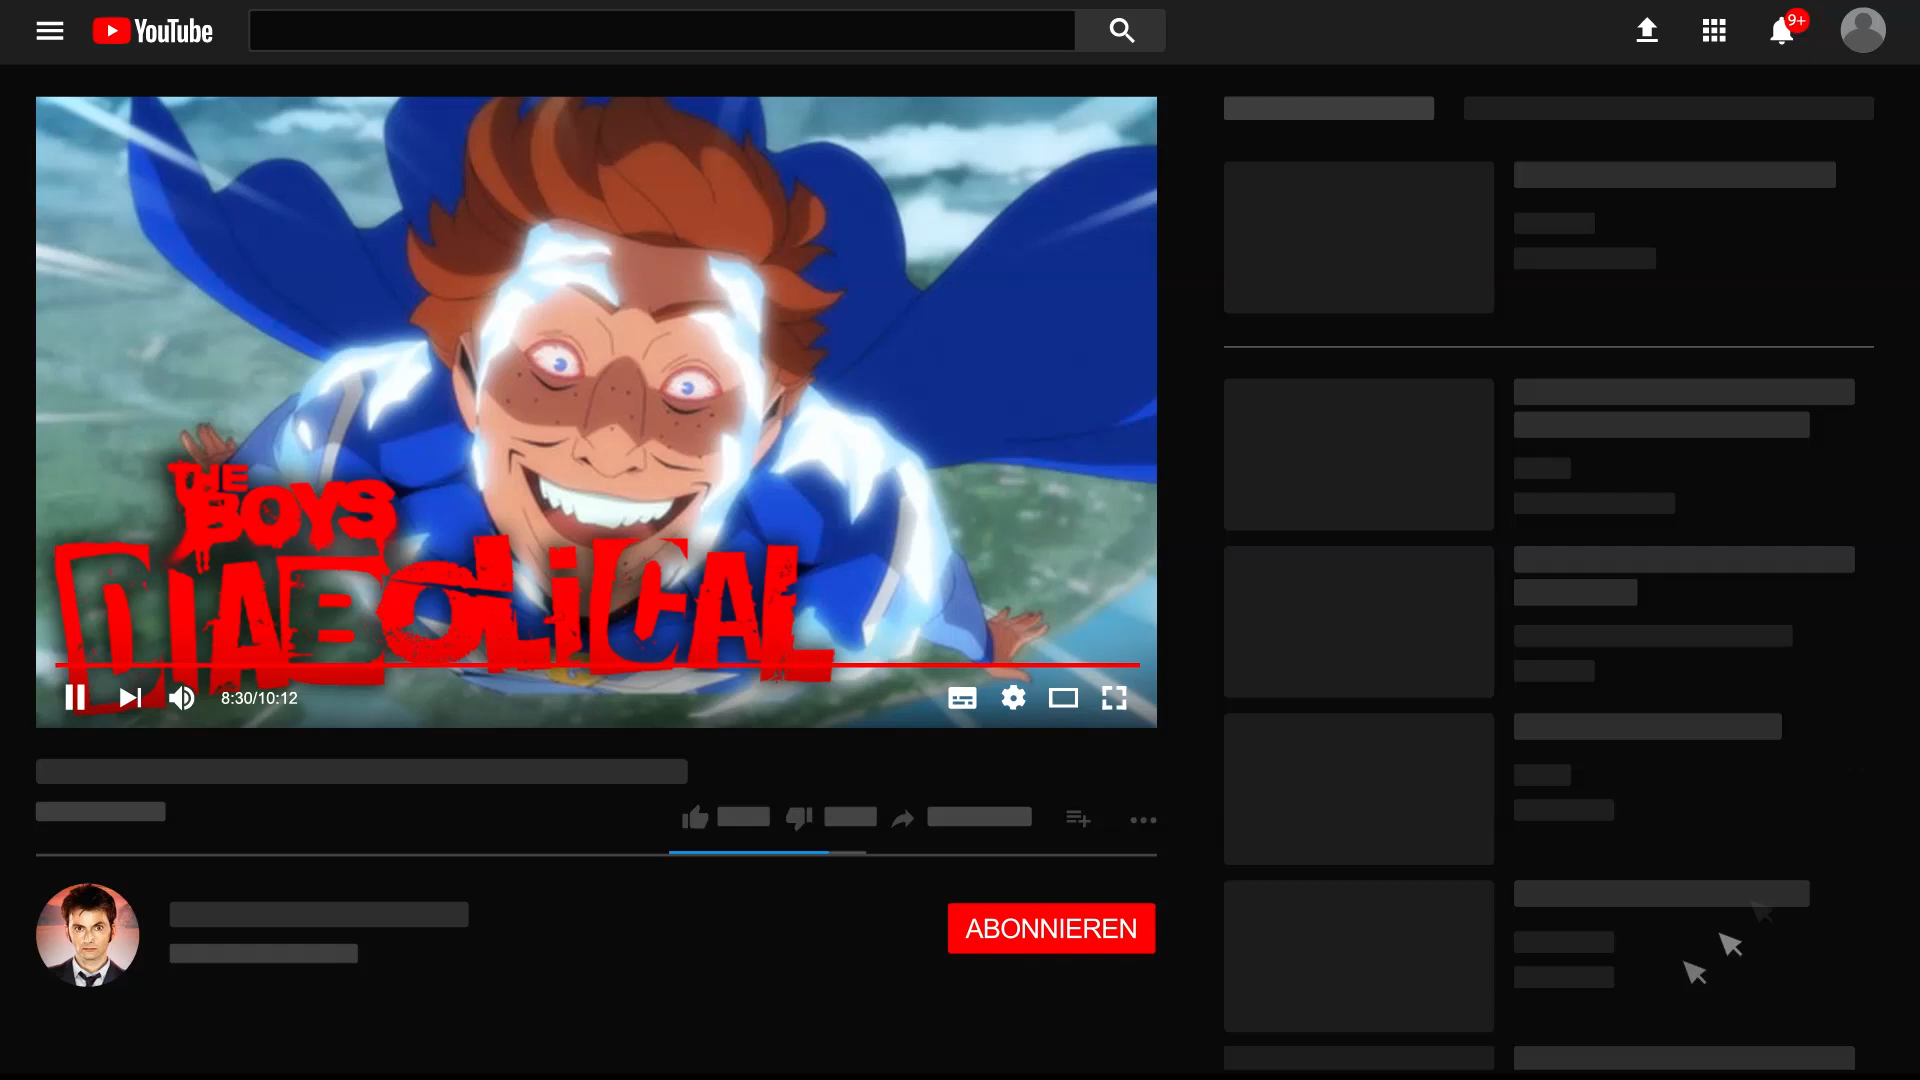 YouTube
9+
THE
BOYS
DIABOLICAL
8:30/10:12
ABONNIEREN